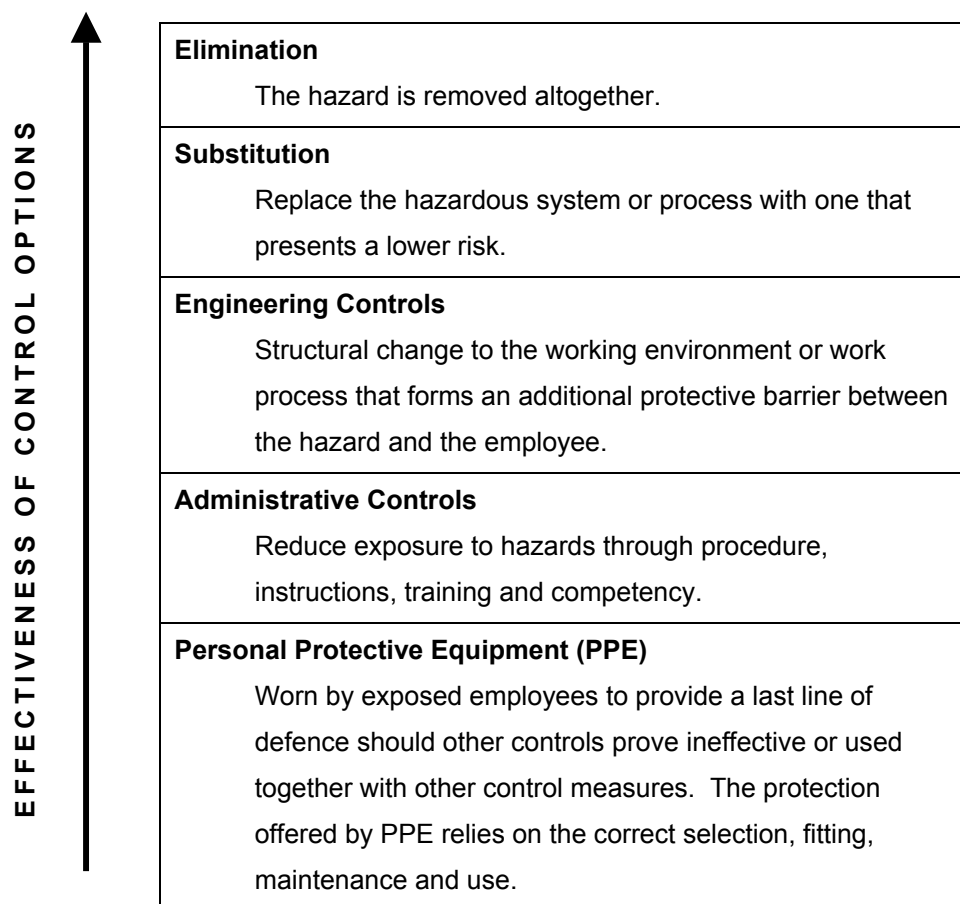 EFFECTIVENESS OF CONTROL OPTIONS
Elimination
The hazard is removed altogether.
Substitution
Replace the hazardous system or process with one that
presents a lower risk.
Engineering Controls
Structural change to the working environment or work
process that forms an additional protective barrier between
the hazard and the employee.
Administrative Controls
Reduce exposure to hazards through procedure,
instructions, training and competency.
Personal Protective Equipment (PPE)
Worn by exposed employees to provide a last line of
defence should other controls prove ineffective or used
together with other control measures.  The protection
offered by PPE relies on the correct selection, fitting,
maintenance and use.